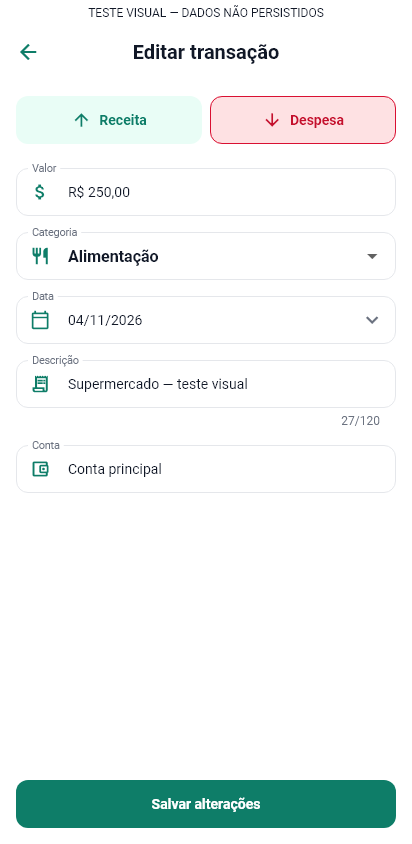 TESTE VISUAL — DADOS NÃO PERSISTIDOS
Editar transação
Receita
Despesa
Valor
R$ 250,00
Categoria
Alimentação
Data
04/11/2026
Descrição
Supermercado — teste visual
27/120
Conta
Conta principal
Salvar alterações